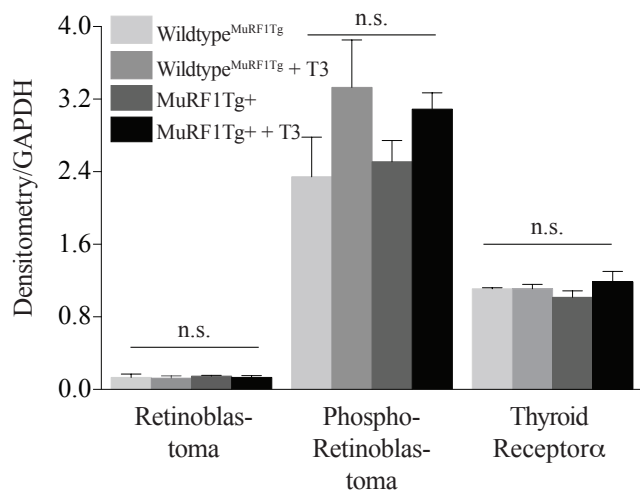 n.s.
4.0
3.2
2.4
1.6
0.8
0.0
Densitometry/GAPDH
Wildtype^MuRF1Tg
Wildtype^MuRF1Tg + T3
MuRF1Tg+
MuRF1Tg+ + T3
n.s.
n.s.
Retinoblas-
toma
Phospho-
Retinoblas-
toma
Thyroid
Receptorα